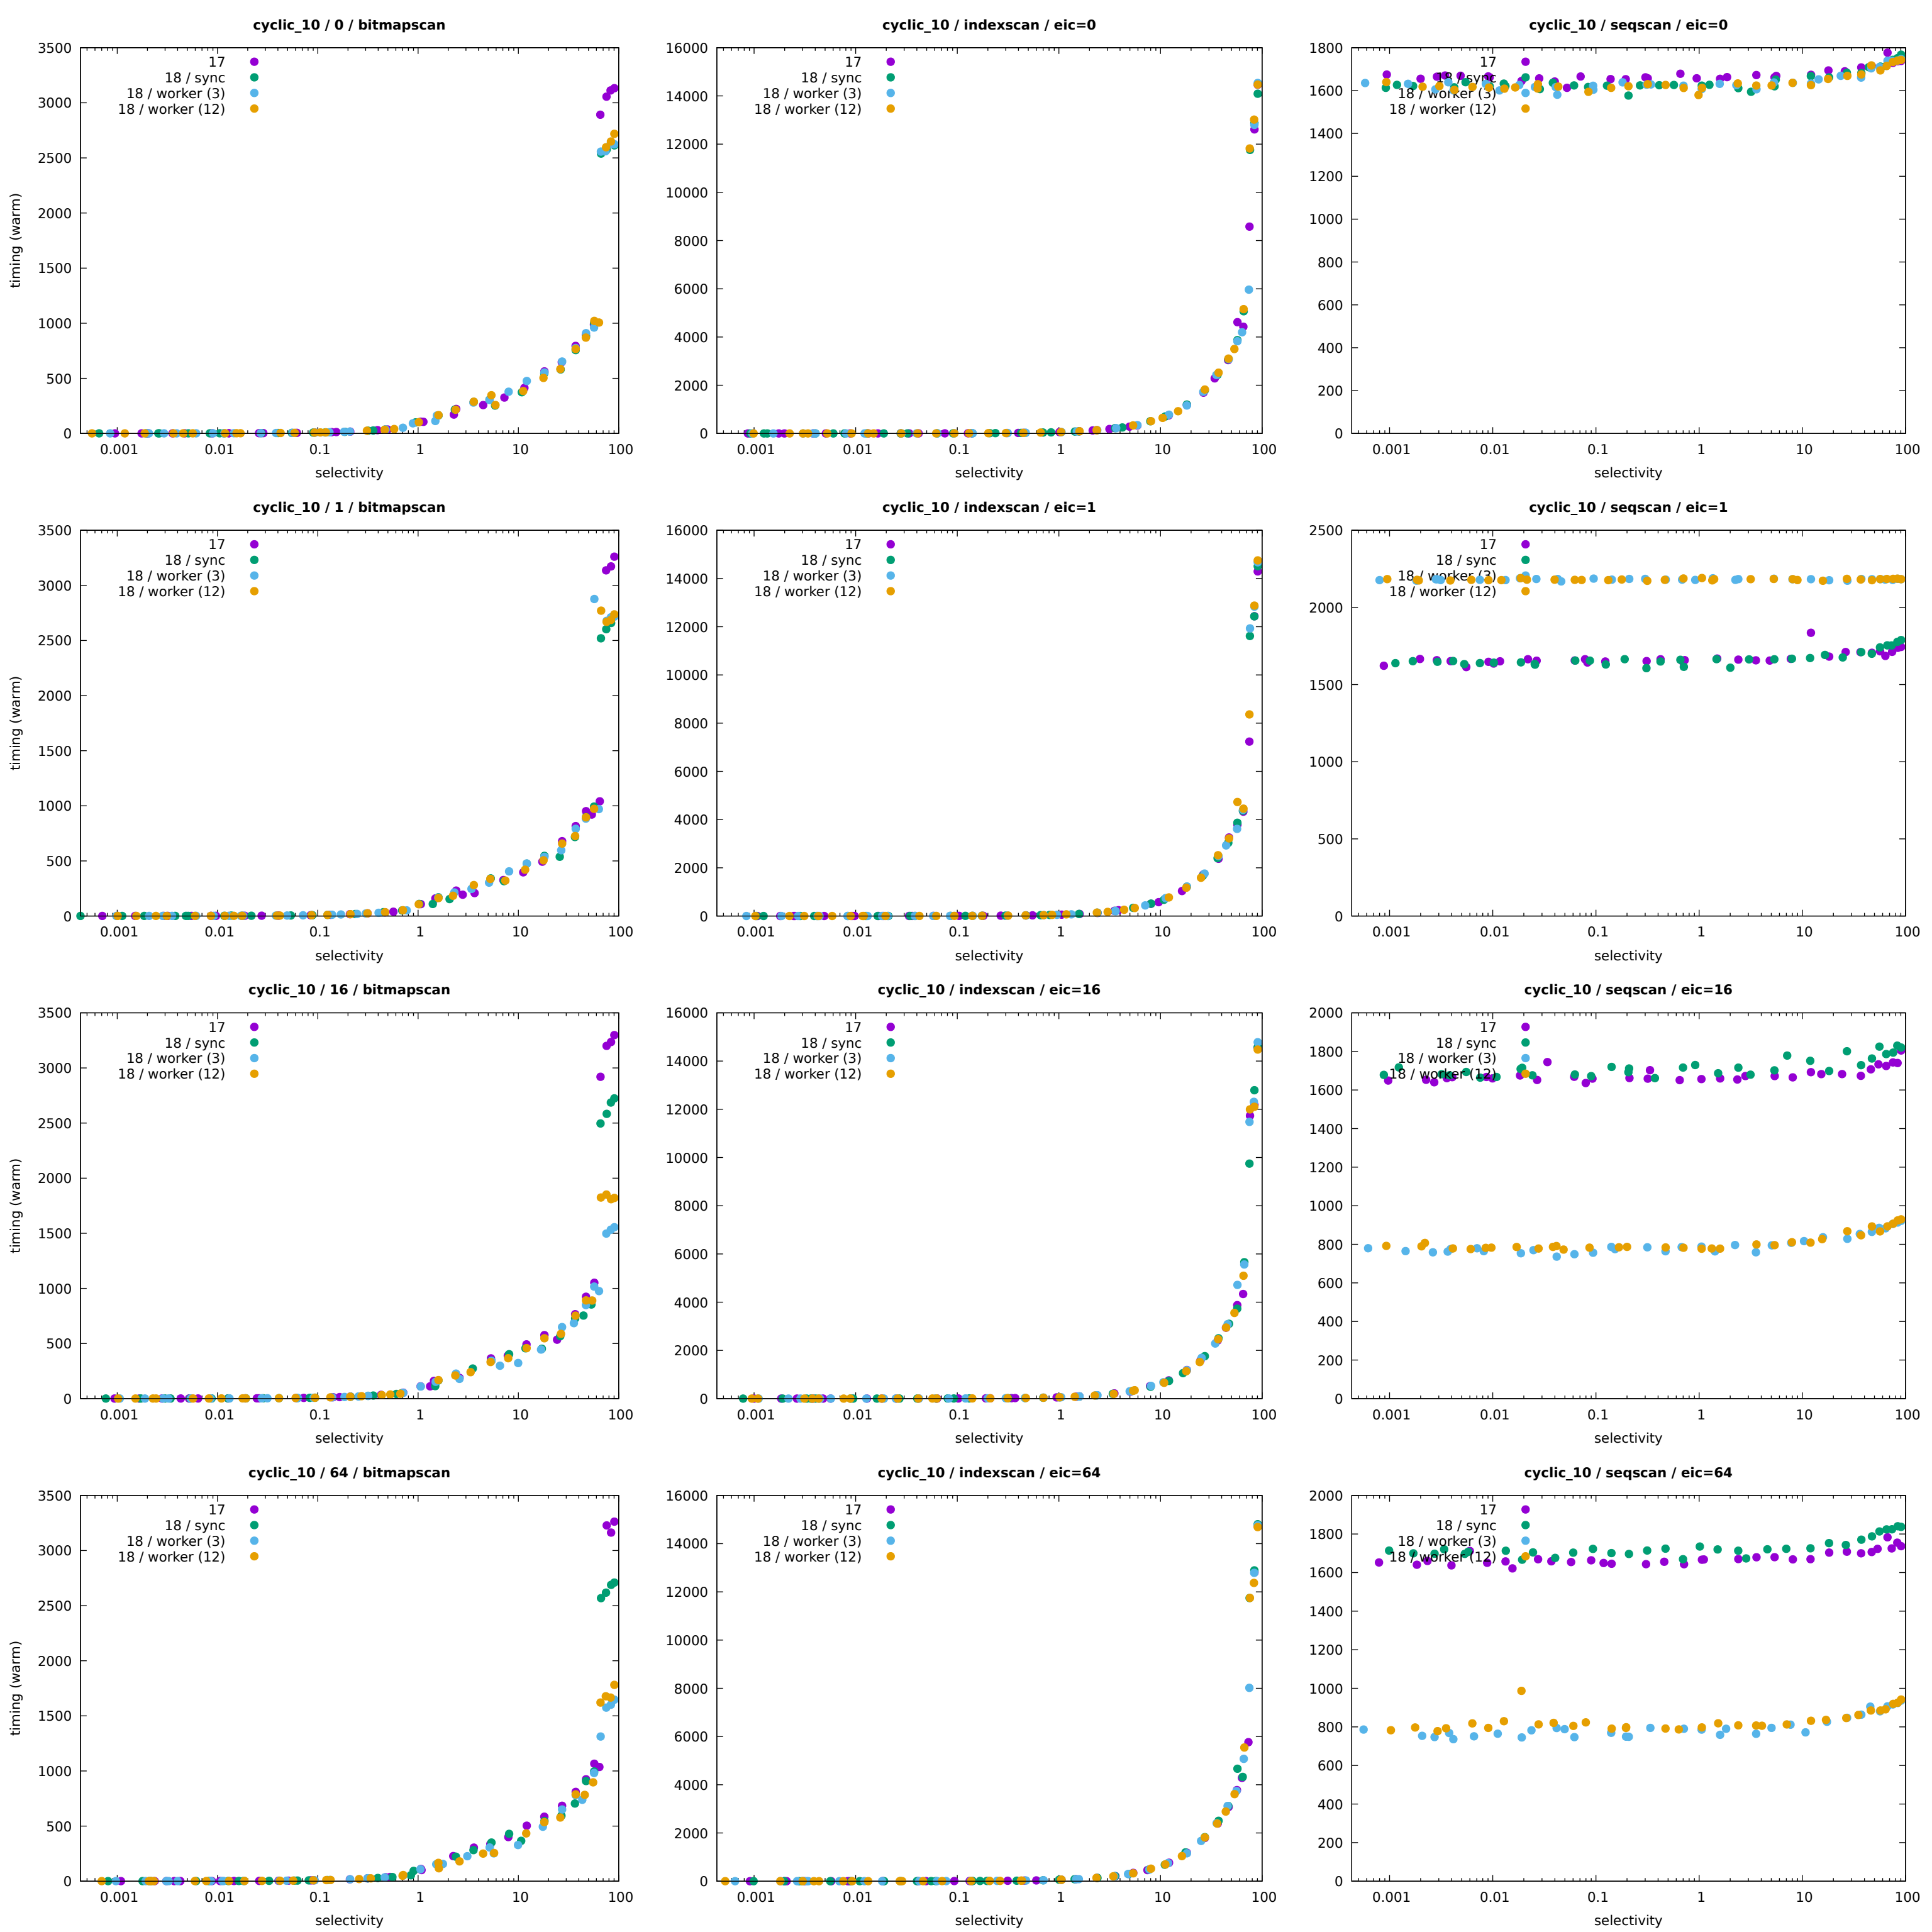 cyclic_10 / 0 / bitmapscan
3500
3000
2500
2000
1500
1000
500
0
timing (warm)
17
18 / sync
18 / worker (3)
18 / worker (12)
0.001 0.01 0.1 1 10 100
selectivity
cyclic_10 / indexscan / eic=0
16000
14000
12000
10000
8000
6000
4000
2000
0
17
18 / sync
18 / worker (3)
18 / worker (12)
0.001 0.01 0.1 1 10 100
selectivity
cyclic_10 / seqscan / eic=0
1800
1600
1400
1200
1000
800
600
400
200
0
17
18 / sync
18 / worker (3)
18 / worker (12)
0.001 0.01 0.1 1 10 100
selectivity
cyclic_10 / 1 / bitmapscan
3500
3000
2500
2000
1500
1000
500
0
timing (warm)
17
18 / sync
18 / worker (3)
18 / worker (12)
0.001 0.01 0.1 1 10 100
selectivity
cyclic_10 / indexscan / eic=1
16000
14000
12000
10000
8000
6000
4000
2000
0
17
18 / sync
18 / worker (3)
18 / worker (12)
0.001 0.01 0.1 1 10 100
selectivity
cyclic_10 / seqscan / eic=1
2500
2000
1500
1000
500
0
17
18 / sync
18 / worker (3)
18 / worker (12)
0.001 0.01 0.1 1 10 100
selectivity
cyclic_10 / 16 / bitmapscan
3500
3000
2500
2000
1500
1000
500
0
timing (warm)
17
18 / sync
18 / worker (3)
18 / worker (12)
0.001 0.01 0.1 1 10 100
selectivity
cyclic_10 / indexscan / eic=16
16000
14000
12000
10000
8000
6000
4000
2000
0
17
18 / sync
18 / worker (3)
18 / worker (12)
0.001 0.01 0.1 1 10 100
selectivity
cyclic_10 / seqscan / eic=16
2000
1800
1600
1400
1200
1000
800
600
400
200
0
17
18 / sync
18 / worker (3)
18 / worker (12)
0.001 0.01 0.1 1 10 100
selectivity
cyclic_10 / 64 / bitmapscan
3500
3000
2500
2000
1500
1000
500
0
timing (warm)
17
18 / sync
18 / worker (3)
18 / worker (12)
0.001 0.01 0.1 1 10 100
selectivity
cyclic_10 / indexscan / eic=64
16000
14000
12000
10000
8000
6000
4000
2000
0
17
18 / sync
18 / worker (3)
18 / worker (12)
0.001 0.01 0.1 1 10 100
selectivity
cyclic_10 / seqscan / eic=64
2000
1800
1600
1400
1200
1000
800
600
400
200
0
17
18 / sync
18 / worker (3)
18 / worker (12)
0.001 0.01 0.1 1 10 100
selectivity